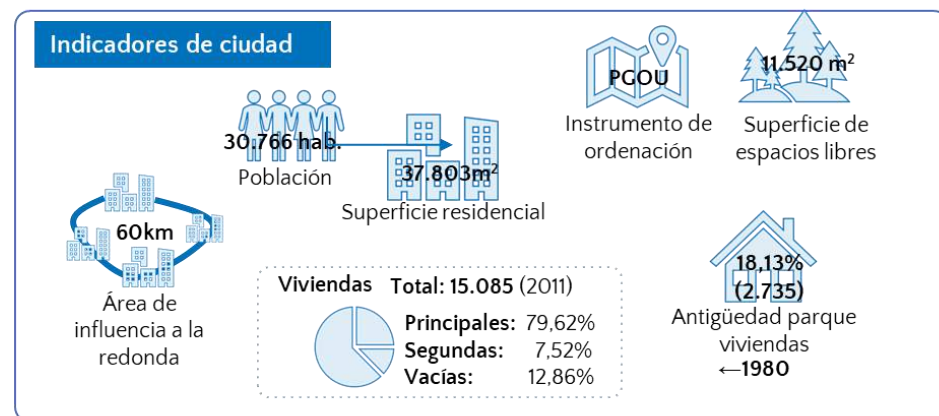 Indicadores de ciudad
PGOU
Instrumento de
ordenación
11.520 m²
Superficie de
espacios libres
30.766 hab.
Población
37.803m²
Superficie residencial
60km
Área de
influencia a la
redonda
Viviendas Total: 15.085 (2011)
Principales: 79,62%
Segundas: 7,52%
Vacías: 12,86%
18,13%
(2.735)
Antigüedad parque
viviendas
←1980